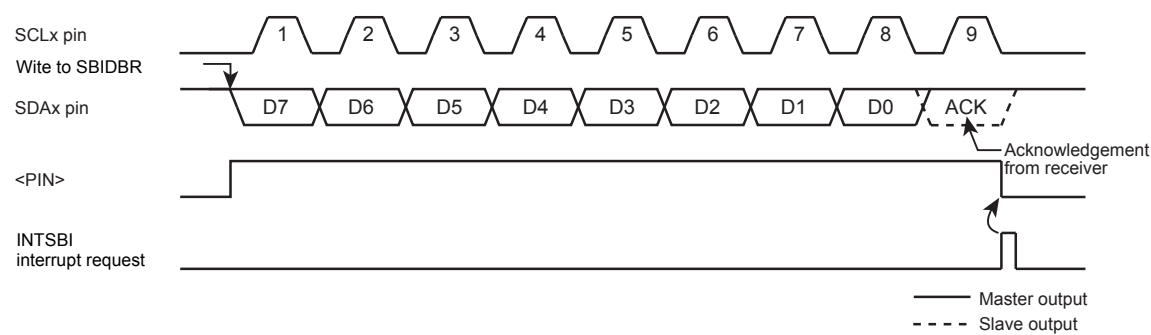 SCLx pin
1 2 3 4 5 6 7 8 9
Wite to SBIDBR
SDAx pin
D7 D6 D5 D4 D3 D2 D1 D0 ACK
Acknowledgement
from receiver
<PIN>
INTSBI
interrupt request
Master output
Slave output